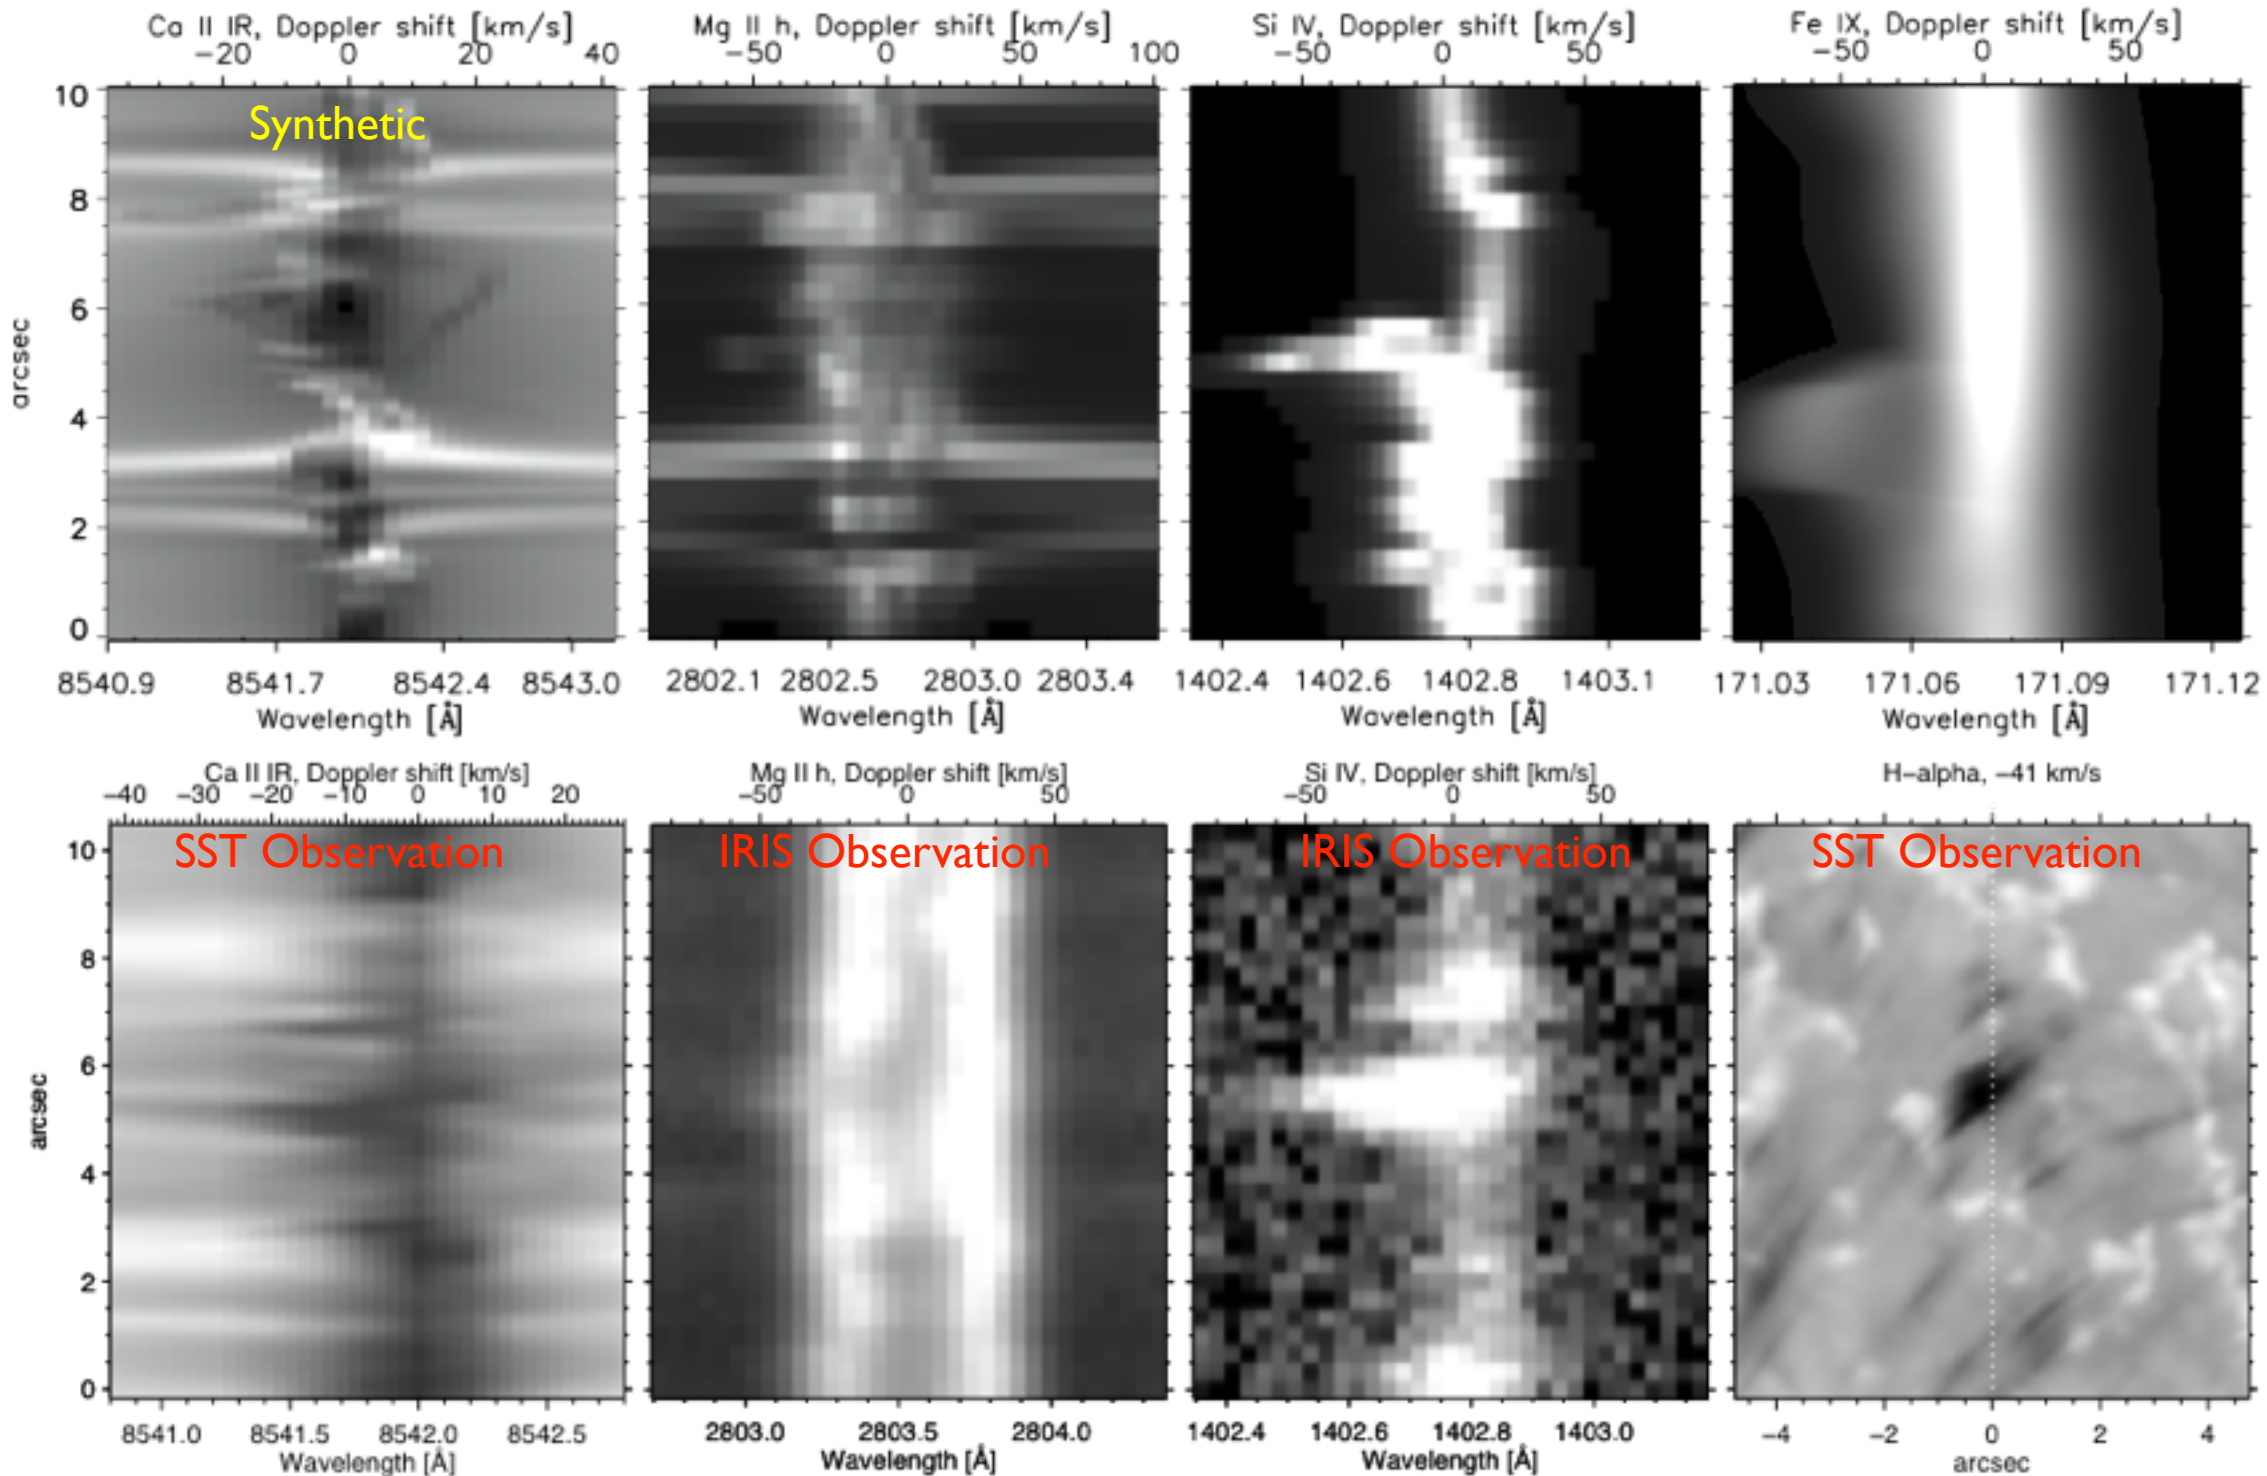 Ca II IR, Doppler shift [km/s]
Mg II h, Doppler shift [km/s]
Si IV, Doppler shift [km/s]
Fe IX, Doppler shift [km/s]
-20 0 20 40
-50 0 50 100
-50 0 50
-50 0 50
Synthetic
10
8
6
4
2
0
arcsec
8540.9 8541.7 8542.4 8543.0
2802.1 2802.5 2803.0 2803.4
1402.4 1402.6 1402.8 1403.1
171.03 171.06 171.09 171.12
Wavelength [Å]
Wavelength [Å]
Wavelength [Å]
Wavelength [Å]
Ca II IR, Doppler shift [km/s]
Mg II h, Doppler shift [km/s]
Si IV, Doppler shift [km/s]
H-alpha, -41 km/s
-40 -30 -20 -10 0 10 20
-50 0 50
-50 0 50
SST Observation
IRIS Observation
IRIS Observation
SST Observation
10
8
6
4
2
0
arcsec
8541.0 8541.5 8542.0 8542.5
2803.0 2803.5 2804.0
1402.4 1402.6 1402.8 1403.0
-4 -2 0 2 4
Wavelength [Å]
Wavelength [Å]
Wavelength [Å]
arcsec